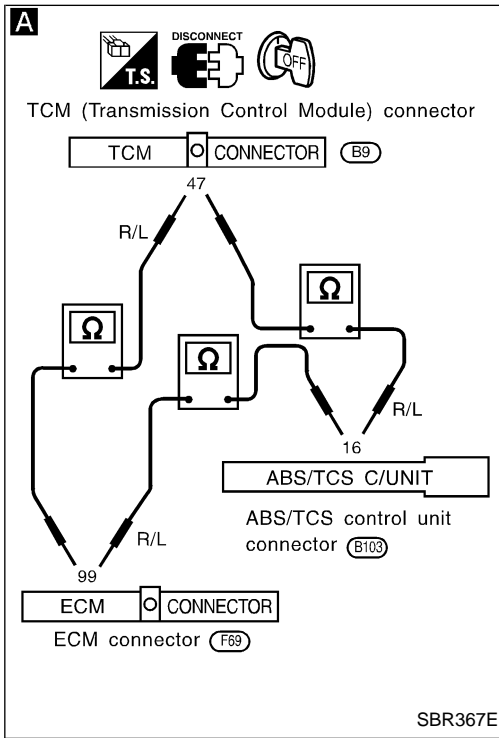 A
T.S.
DISCONNECT
OFF
TCM (Transmission Control Module) connector
TCM CONNECTOR B9
47
R/L
Ω
Ω
Ω
R/L
16
ABS/TCS C/UNIT
ABS/TCS control unit
connector B103
R/L
99
ECM CONNECTOR
ECM connector F69
SBR367E